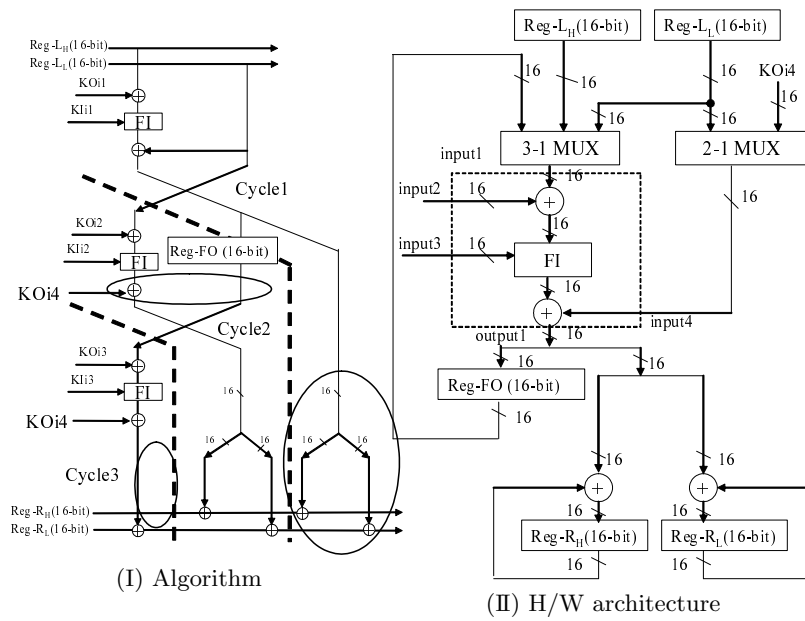 Reg-LH(16-bit)
Reg-LL(16-bit)
KOi1
KIi1
FI
Cycle1
KOi2
KIi2
FI
Reg-FO (16-bit)
KOi4
Cycle2
KOi3
KIi3
FI
KOi4
16
16
16
16
16
16
Cycle3
Reg-RH(16-bit)
Reg-RL(16-bit)
(I) Algorithm
Reg-LH(16-bit)
Reg-LL(16-bit)
16
16
16
KOi4
16
16
16
3-1 MUX
2-1 MUX
input1
16
16
input2
16
16
input3
16
FI
16
input4
output1
16
16
16
Reg-FO (16-bit)
16
16
16
16
16
Reg-RH(16-bit)
Reg-RL(16-bit)
16
16
(II) H/W architecture